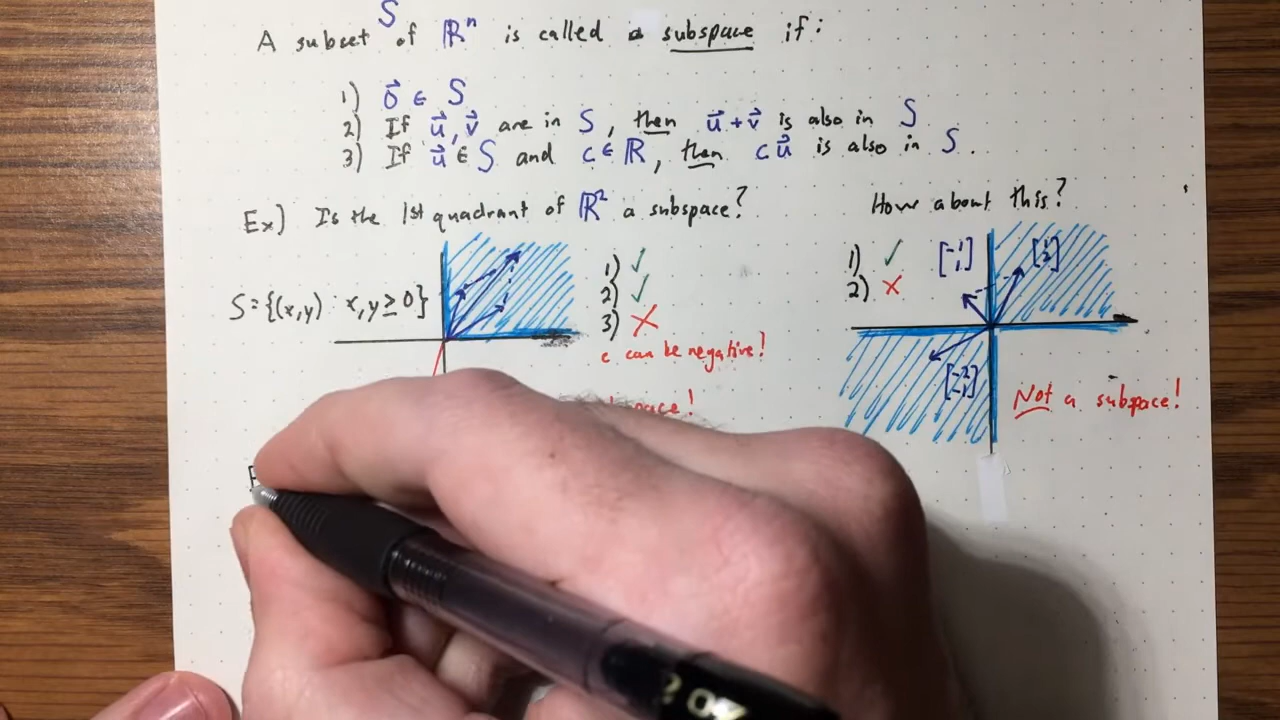 A subset S of ℝⁿ is called a subspace if:
1) 0⃗ ∈ S
2) If u⃗, v⃗ are in S, then u⃗+v⃗ is also in S
3) If u⃗ ∈ S and c ∈ ℝ, then cu⃗ is also in S.
Ex) Is the 1st quadrant of ℝ² a subspace?
S = {(x,y) : x,y ≥ 0}
1) ✓
2) ✓
3) ✗
c can be negative!
How about this?
1) ✓
2) ✗
[-1 1]
[1 2]
[-2 -1]
Not a subspace!